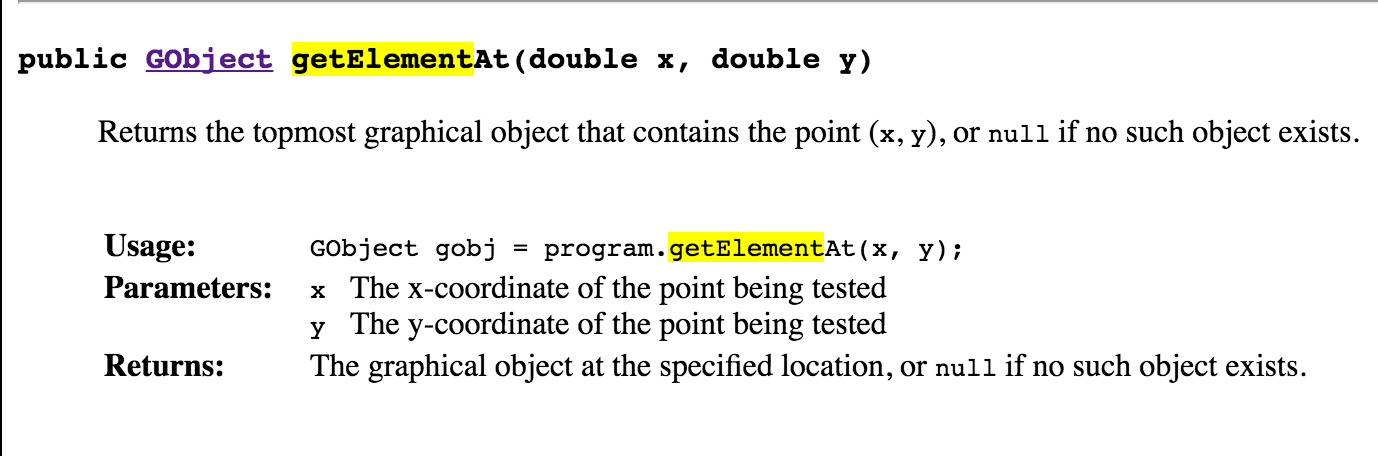 public GObject getElementAt(double x, double y)
Returns the topmost graphical object that contains the point (x, y), or null if no such object exists.
Usage: GObject gobj = program.getElementAt(x, y);
Parameters: x The x-coordinate of the point being tested
y The y-coordinate of the point being tested
Returns: The graphical object at the specified location, or null if no such object exists.